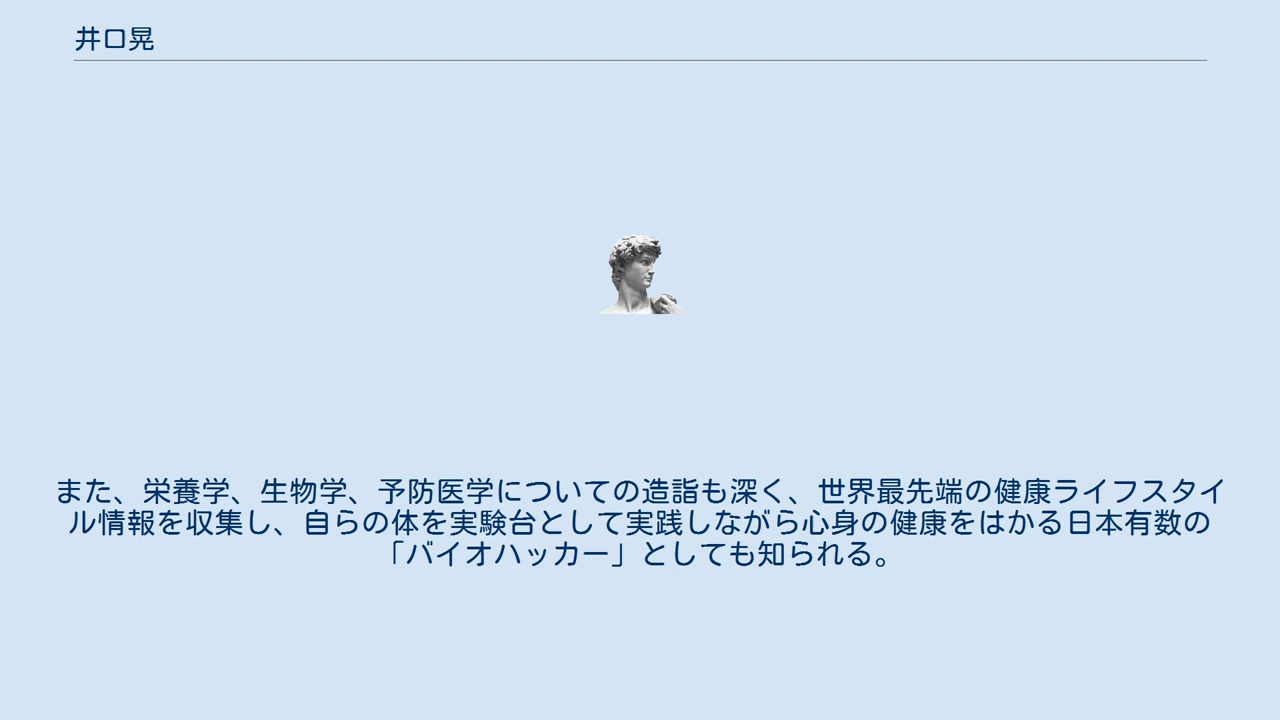 井口晃
また、栄養学、生物学、予防医学についての造詣も深く、世界最先端の健康ライフスタイ
ル情報を収集し、自らの体を実験台として実践しながら心身の健康をはかる日本有数の
「バイオハッカー」としても知られる。